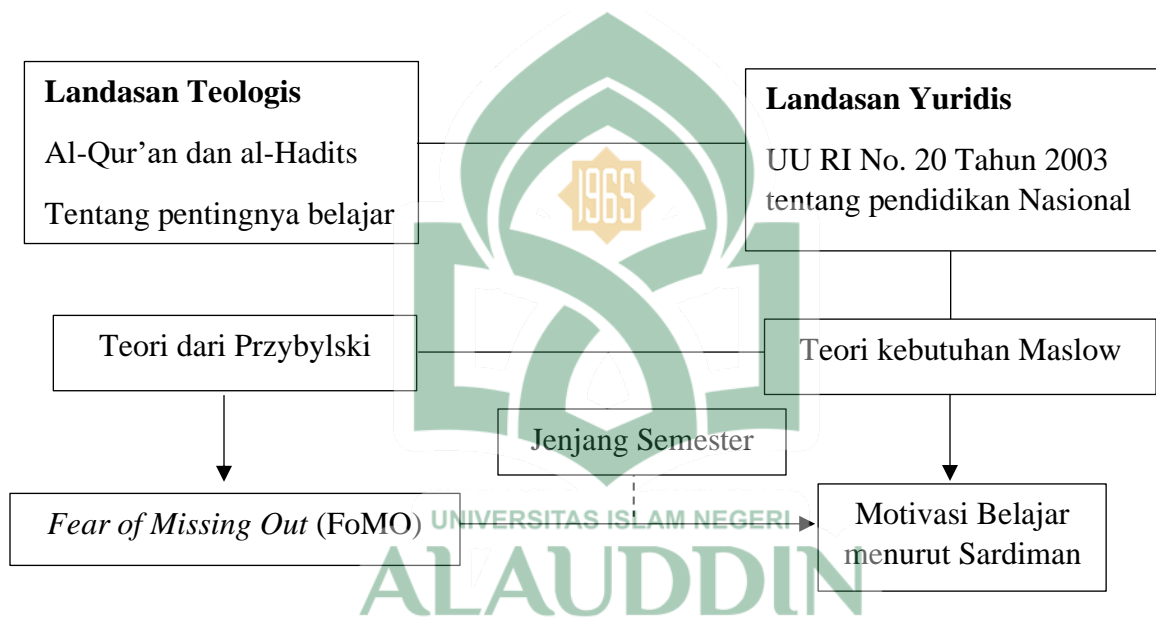 Landasan Teologis
Al-Qur’an dan al-Hadits
Tentang pentingnya belajar
Landasan Yuridis
UU RI No. 20 Tahun 2003
tentang pendidikan Nasional
1965
Teori dari Przybylski
Teori kebutuhan Maslow
Jenjang Semester
Fear of Missing Out (FoMO)
Motivasi Belajar
menurut Sardiman
UNIVERSITAS ISLAM NEGERI
ALAUDDIN